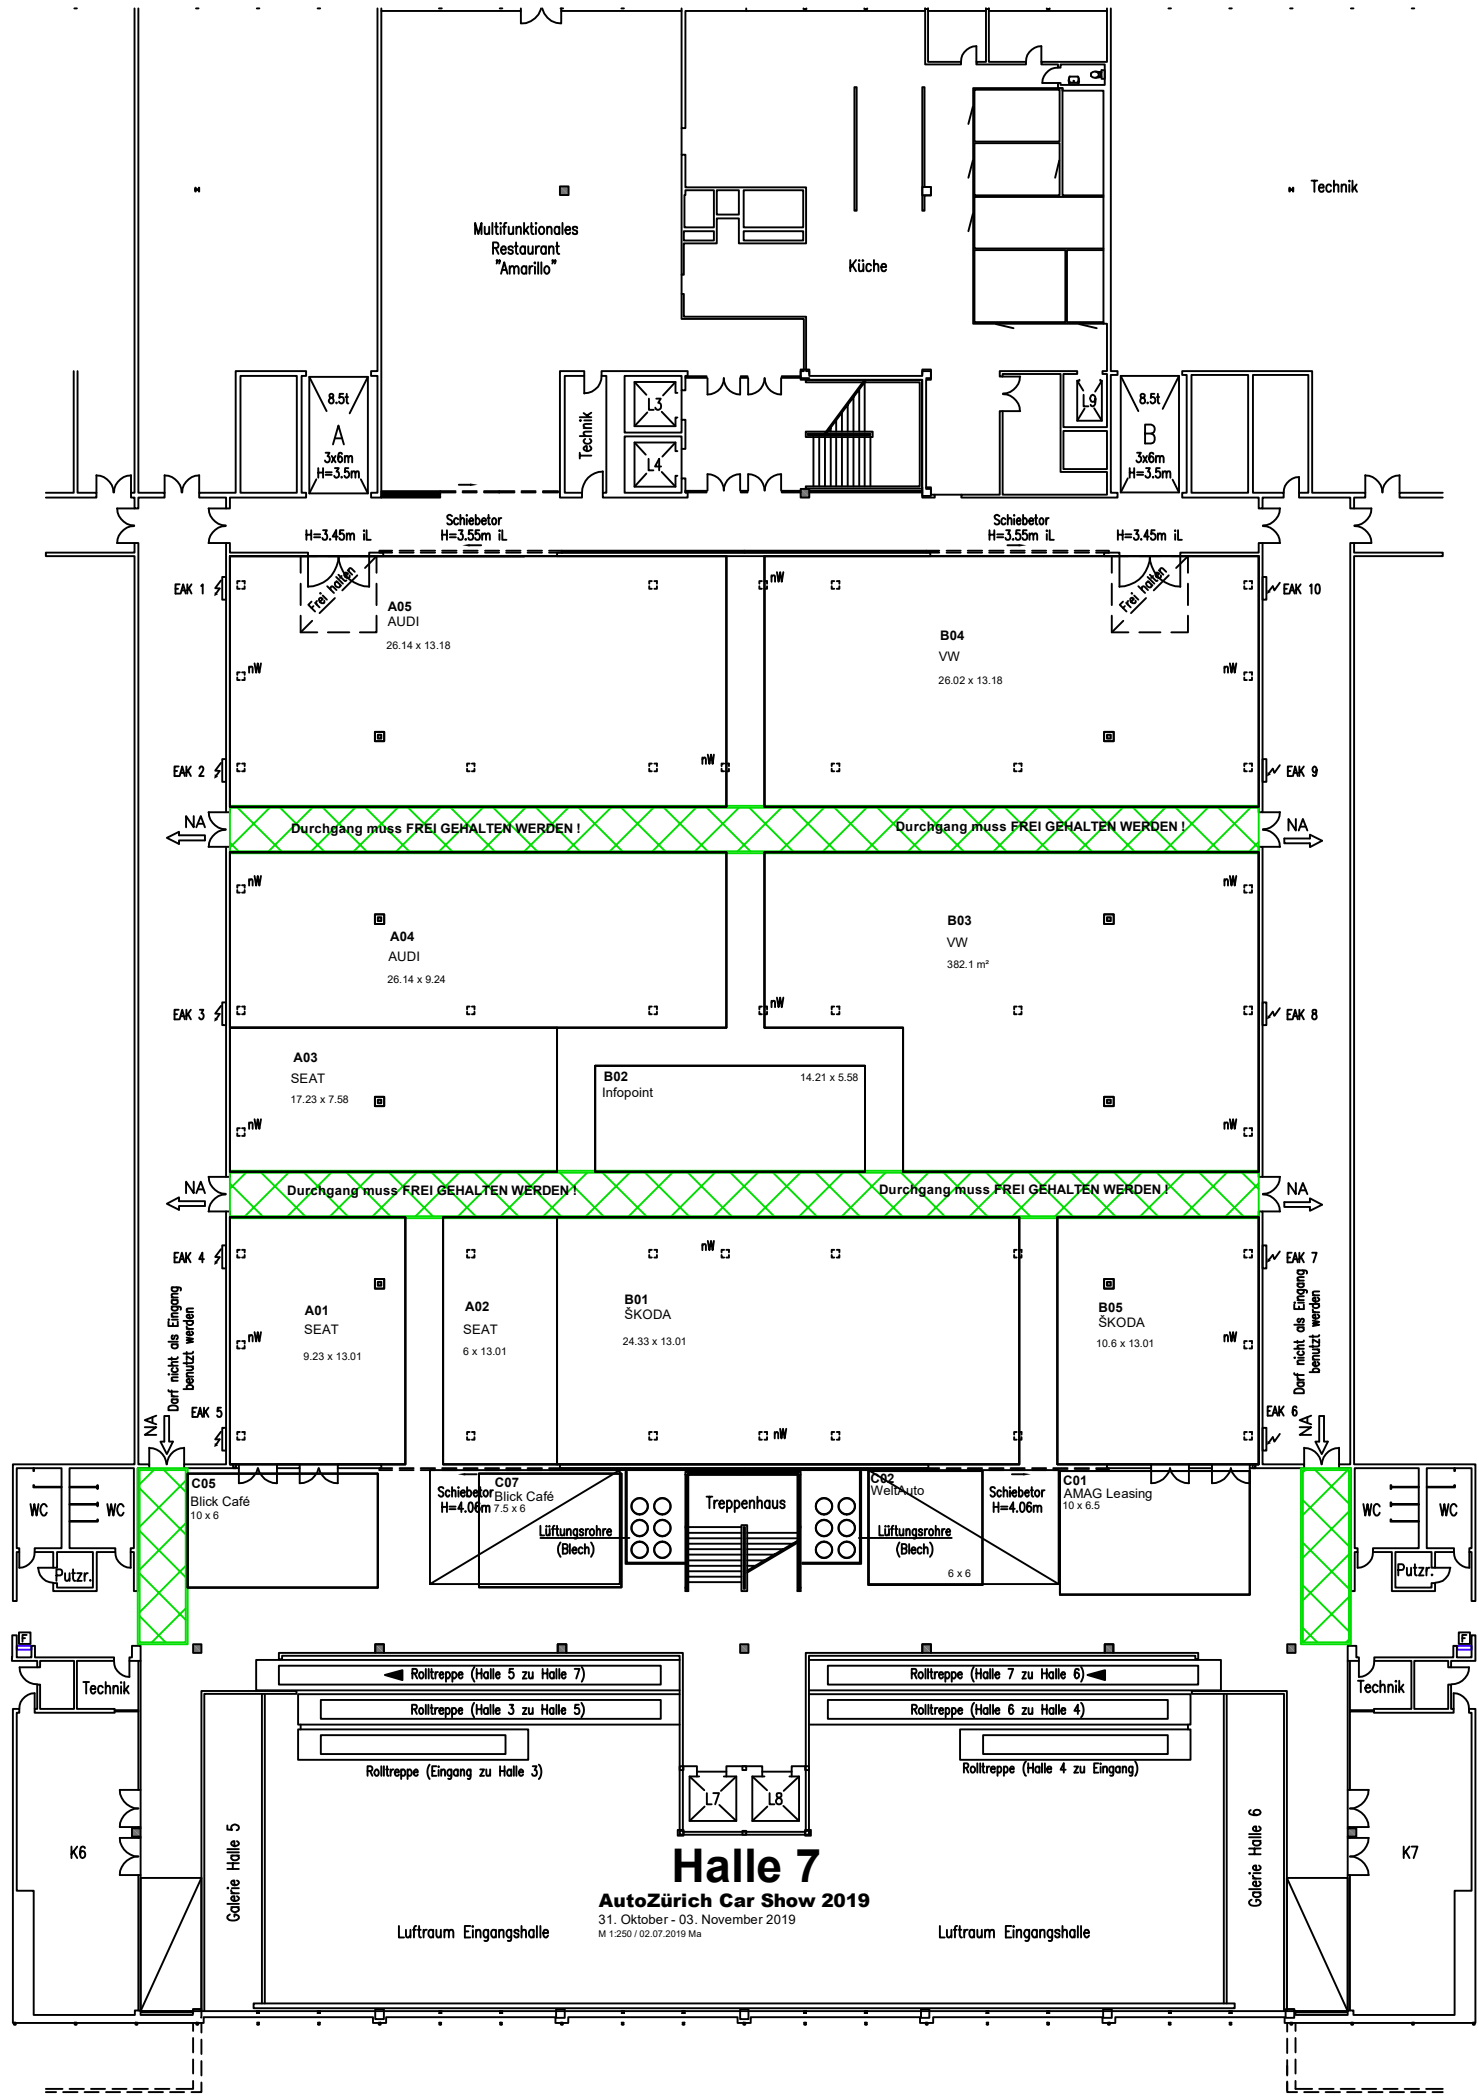 Technik
Multifunktionales
Restaurant
"Amarillo"
Küche
8.5t
A
3x6m
H=3.5m
Technik
L3
L4
L9
8.5t
B
3x6m
H=3.5m
H=3.45m iL
Schiebetor
H=3.55m iL
Schiebetor
H=3.55m iL
H=3.45m iL
EAK 1
Frei halten
A05
AUDI
26.14 x 13.18
nW
B04
VW
26.02 x 13.18
Frei halten
EAK 10
nW
nW
EAK 2
nW
EAK 9
NA
Durchgang muss FREI GEHALTEN WERDEN !
Durchgang muss FREI GEHALTEN WERDEN !
NA
nW
nW
A04
AUDI
26.14 x 9.24
B03
VW
382.1 m²
EAK 3
nW
EAK 8
A03
SEAT
17.23 x 7.58
B02
Infopoint
14.21 x 5.58
nW
nW
NA
Durchgang muss FREI GEHALTEN WERDEN !
Durchgang muss FREI GEHALTEN WERDEN !
NA
EAK 4
nW
EAK 7
Darf nicht als Eingang
benutzt werden
A01
SEAT
9.23 x 13.01
nW
A02
SEAT
6 x 13.01
B01
ŠKODA
24.33 x 13.01
B05
ŠKODA
10.6 x 13.01
nW
Darf nicht als Eingang
benutzt werden
EAK 5
NA
nW
EAK 6
NA
WC
WC
C05
Blick Café
10 x 6
Schiebetor
H=4.06m
C07
Blick Café
7.5 x 6
Lüftungsrohre
(Blech)
Treppenhaus
C02
WeltAuto
6 x 6
Lüftungsrohre
(Blech)
Schiebetor
H=4.06m
C01
AMAG Leasing
10 x 6.5
WC
WC
Putzr.
Putzr.
F
F
Technik
Rolltreppe (Halle 5 zu Halle 7)
Rolltreppe (Halle 7 zu Halle 6)
Technik
Rolltreppe (Halle 3 zu Halle 5)
Rolltreppe (Halle 6 zu Halle 4)
Rolltreppe (Eingang zu Halle 3)
Rolltreppe (Halle 4 zu Eingang)
L7
L8
K6
Galerie Halle 5
Galerie Halle 6
K7
Halle 7
AutoZürich Car Show 2019
31. Oktober - 03. November 2019
M 1:250 / 02.07.2019 Ma
Luftraum Eingangshalle
Luftraum Eingangshalle